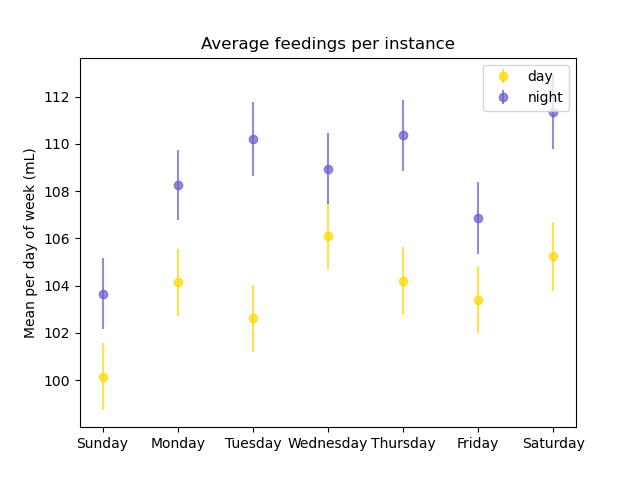 Average feedings per instance
day
night
Mean per day of week (mL)
112
110
108
106
104
102
100
Sunday Monday Tuesday Wednesday Thursday Friday Saturday